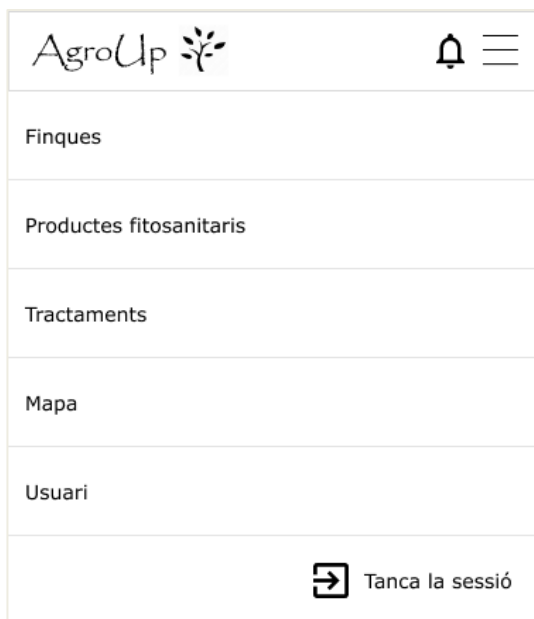 AgroUp
Finques
Productes fitosanitaris
Tractaments
Mapa
Usuari
Tanca la sessió